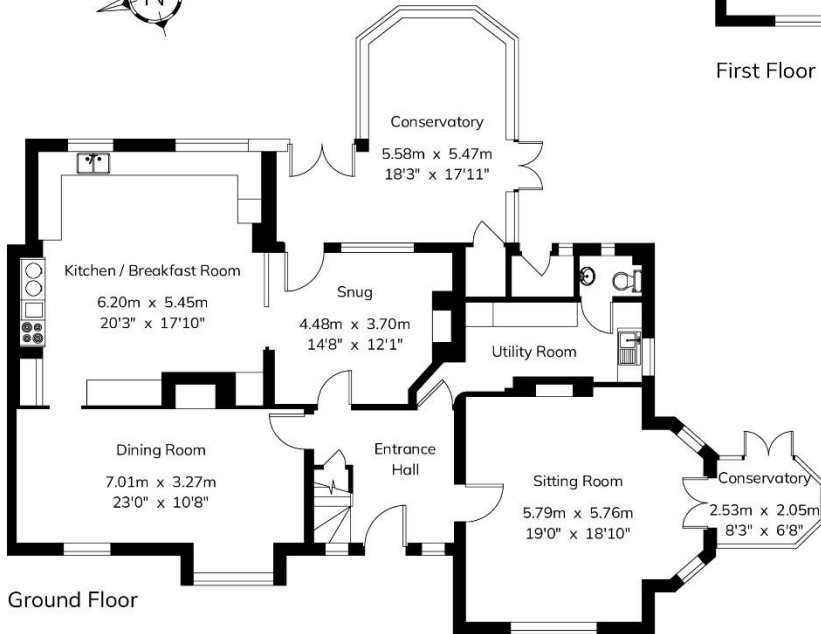 N
First Floor
Conservatory
5.58m x 5.47m
18'3" x 17'11"
Kitchen / Breakfast Room
6.20m x 5.45m
20'3" x 17'10"
Snug
4.48m x 3.70m
14'8" x 12'1"
Utility Room
Dining Room
7.01m x 3.27m
23'0" x 10'8"
Entrance
Hall
Sitting Room
5.79m x 5.76m
19'0" x 18'10"
Conservatory
2.53m x 2.05m
8'3" x 6'8"
Ground Floor